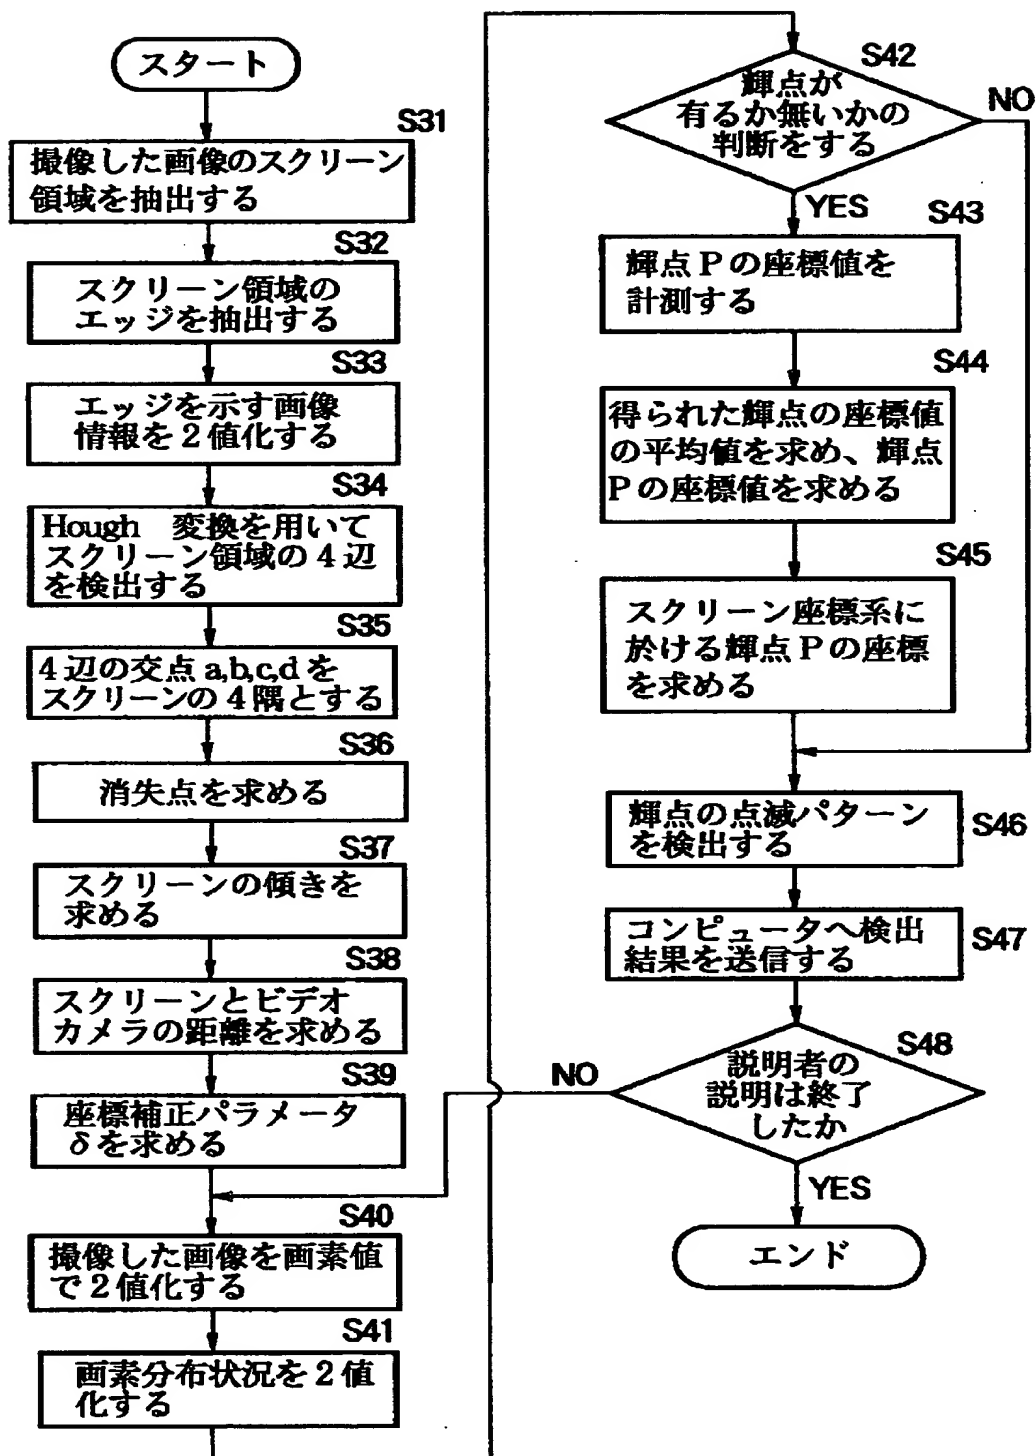 スタート
S31
撮像した画像のスクリーン
領域を抽出する
S32
スクリーン領域の
エッジを抽出する
S33
エッジを示す画像
情報を2値化する
S34
Hough 変換を用いて
スクリーン領域の4辺
を検出する
S35
4辺の交点a,b,c,dを
スクリーンの4隅とする
S36
消失点を求める
S37
スクリーンの傾きを
求める
S38
スクリーンとビデオ
カメラの距離を求める
S39
座標補正パラメータ
δを求める
S40
撮像した画像を画素値
で2値化する
S41
画素分布状況を2値
化する
S42
輝点が
有るか無いかの
判断をする
NO
YES
S43
輝点Pの座標値を
計測する
S44
得られた輝点の座標値
の平均値を求め、輝点
Pの座標値を求める
S45
スクリーン座標系に
於ける輝点Pの座標
を求める
輝点の点滅パターン
を検出する
S46
コンピュータへ検出
結果を送信する
S47
S48
説明者の
説明は終了
したか
NO
YES
エンド